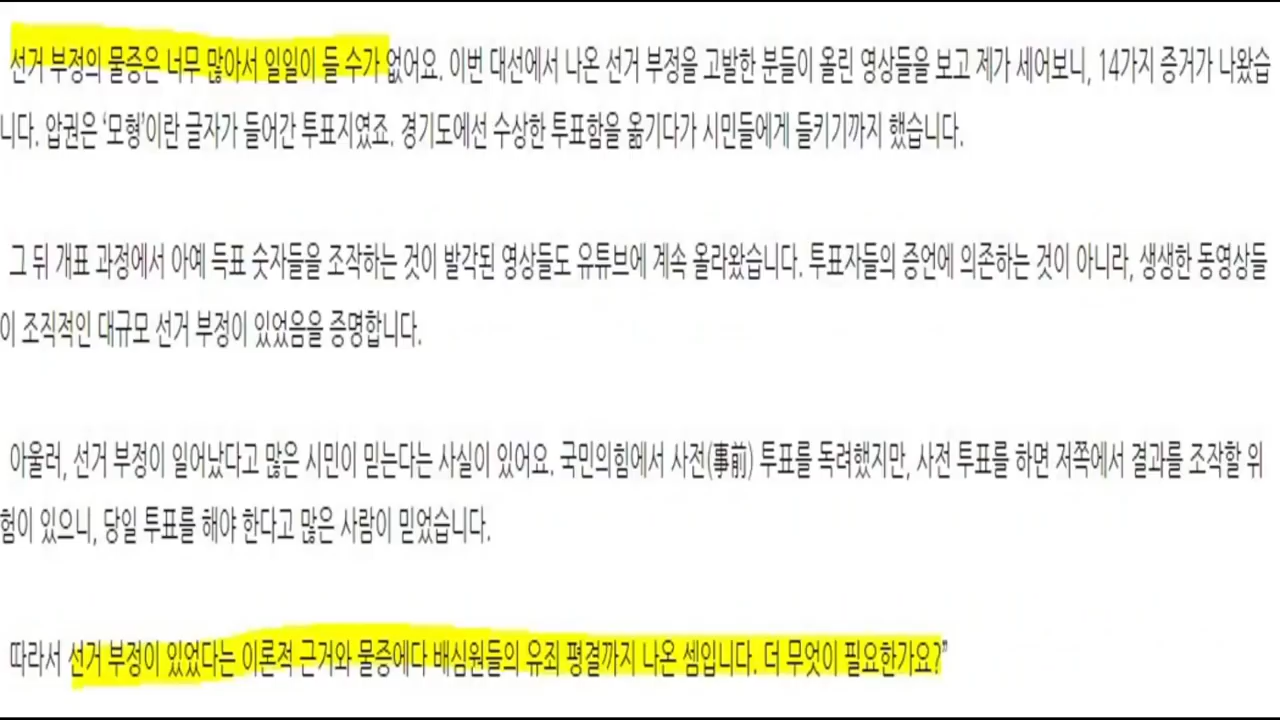 선거 부정의 물증은 너무 많아서 일일이 들 수가 없어요. 이번 대선에서 나온 선거 부정을 고발한 분들이 올린 영상들을 보고 제가 세어보니, 14가지 증거가 나왔습
니다. 압권은 ‘모형’이란 글자가 들어간 투표지였죠. 경기도에선 수상한 투표함을 옮기다가 시민들에게 들키기까지 했습니다.
그 뒤 개표 과정에서 아예 득표 숫자들을 조작하는 것이 발각된 영상들도 유튜브에 계속 올라왔습니다. 투표자들의 증언에 의존하는 것이 아니라, 생생한 동영상들
이 조직적인 대규모 선거 부정이 있었음을 증명합니다.
아울러, 선거 부정이 일어났다고 많은 시민이 믿는다는 사실이 있어요. 국민의힘에서 사전(事前) 투표를 독려했지만, 사전 투표를 하면 저쪽에서 결과를 조작할 위
험이 있으니, 당일 투표를 해야 한다고 많은 사람이 믿었습니다.
따라서 선거 부정이 있었다는 이론적 근거와 물증에다 배심원들의 유죄 평결까지 나온 셈입니다. 더 무엇이 필요한가요?”